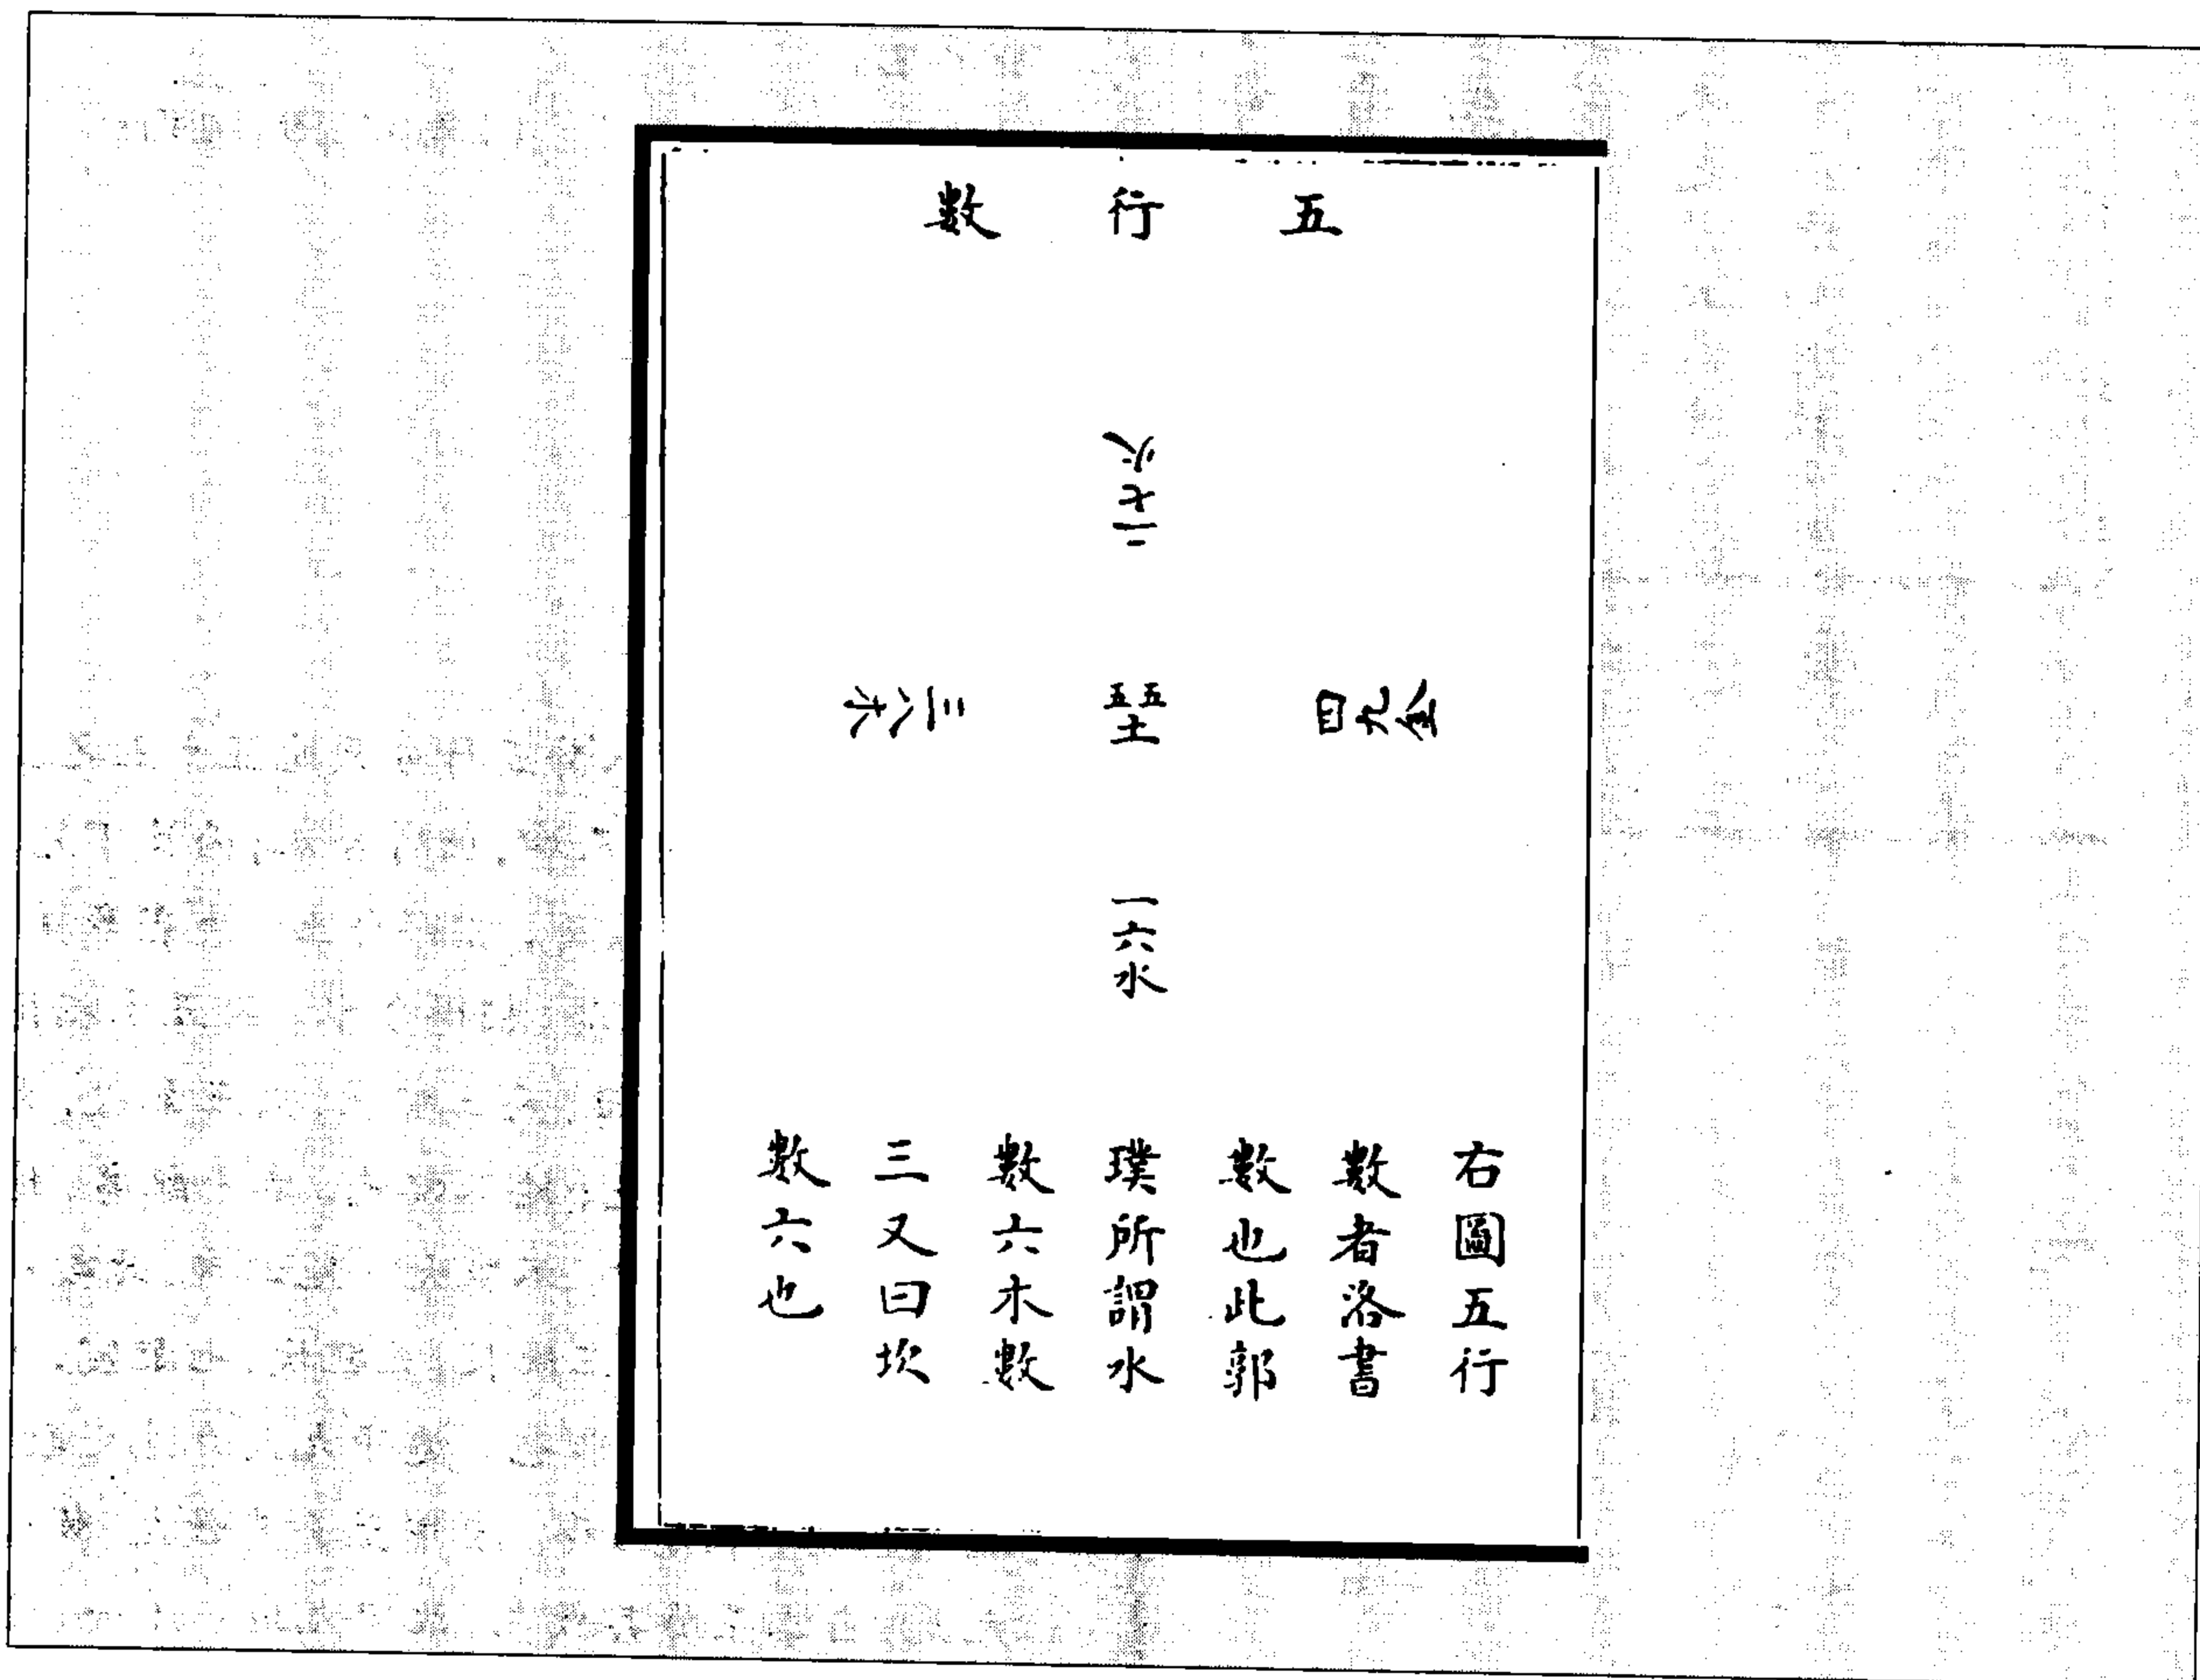 五行數
二七火
四九金
五五土
三八木
一六水
右圖五行
數者洛書
數也此郭
璞所謂水
數六木數
三又曰坎
數六也